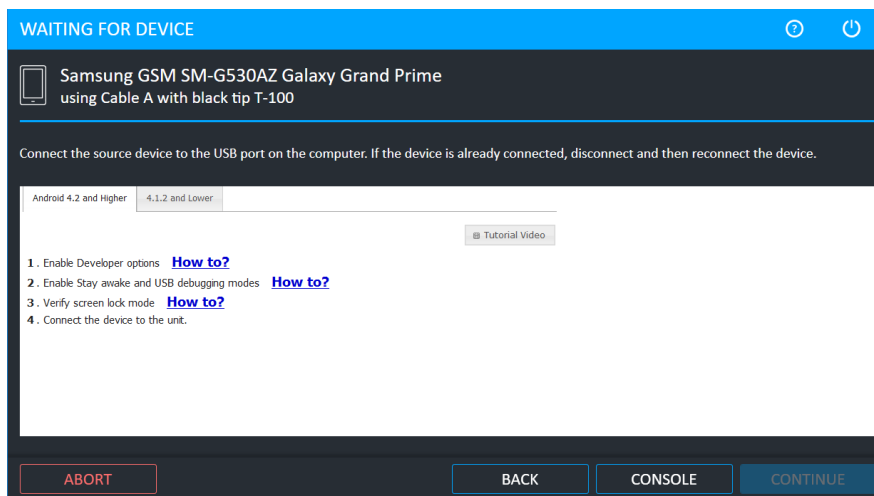 WAITING FOR DEVICE
Samsung GSM SM-G530AZ Galaxy Grand Prime
using Cable A with black tip T-100
Connect the source device to the USB port on the computer. If the device is already connected, disconnect and then reconnect the device.
Android 4.2 and Higher 4.1.2 and Lower
Tutorial Video
1 . Enable Developer options How to?
2 . Enable Stay awake and USB debugging modes How to?
3 . Verify screen lock mode How to?
4 . Connect the device to the unit.
ABORT BACK CONSOLE CONTINUE